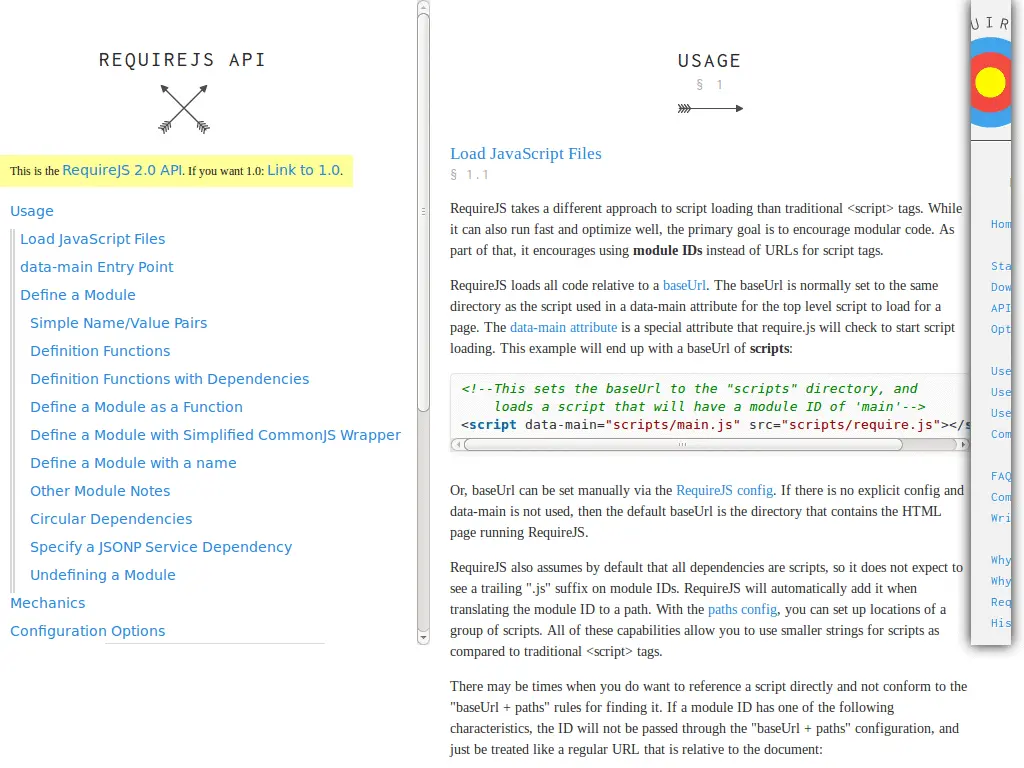 REQUIREJS API
This is the RequireJS 2.0 API. If you want 1.0: Link to 1.0.
Usage
Load JavaScript Files
data-main Entry Point
Define a Module
Simple Name/Value Pairs
Definition Functions
Definition Functions with Dependencies
Define a Module as a Function
Define a Module with Simplified CommonJS Wrapper
Define a Module with a name
Other Module Notes
Circular Dependencies
Specify a JSONP Service Dependency
Undefining a Module
Mechanics
Configuration Options
USAGE
§ 1
Load JavaScript Files
§ 1.1
RequireJS takes a different approach to script loading than traditional <script> tags. While
it can also run fast and optimize well, the primary goal is to encourage modular code. As
part of that, it encourages using module IDs instead of URLs for script tags.
RequireJS loads all code relative to a baseUrl. The baseUrl is normally set to the same
directory as the script used in a data-main attribute for the top level script to load for a
page. The data-main attribute is a special attribute that require.js will check to start script
loading. This example will end up with a baseUrl of scripts:
<!--This sets the baseUrl to the "scripts" directory, and
loads a script that will have a module ID of 'main'-->
<script data-main="scripts/main.js" src="scripts/require.js"></s
Or, baseUrl can be set manually via the RequireJS config. If there is no explicit config and
data-main is not used, then the default baseUrl is the directory that contains the HTML
page running RequireJS.
RequireJS also assumes by default that all dependencies are scripts, so it does not expect to
see a trailing ".js" suffix on module IDs. RequireJS will automatically add it when
translating the module ID to a path. With the paths config, you can set up locations of a
group of scripts. All of these capabilities allow you to use smaller strings for scripts as
compared to traditional <script> tags.
There may be times when you do want to reference a script directly and not conform to the
"baseUrl + paths" rules for finding it. If a module ID has one of the following
characteristics, the ID will not be passed through the "baseUrl + paths" configuration, and
just be treated like a regular URL that is relative to the document:
UIR
Hom
Sta
Dow
API
Opt
Use
Use
Use
Com
FAQ
Com
Wri
Why
Why
Req
His